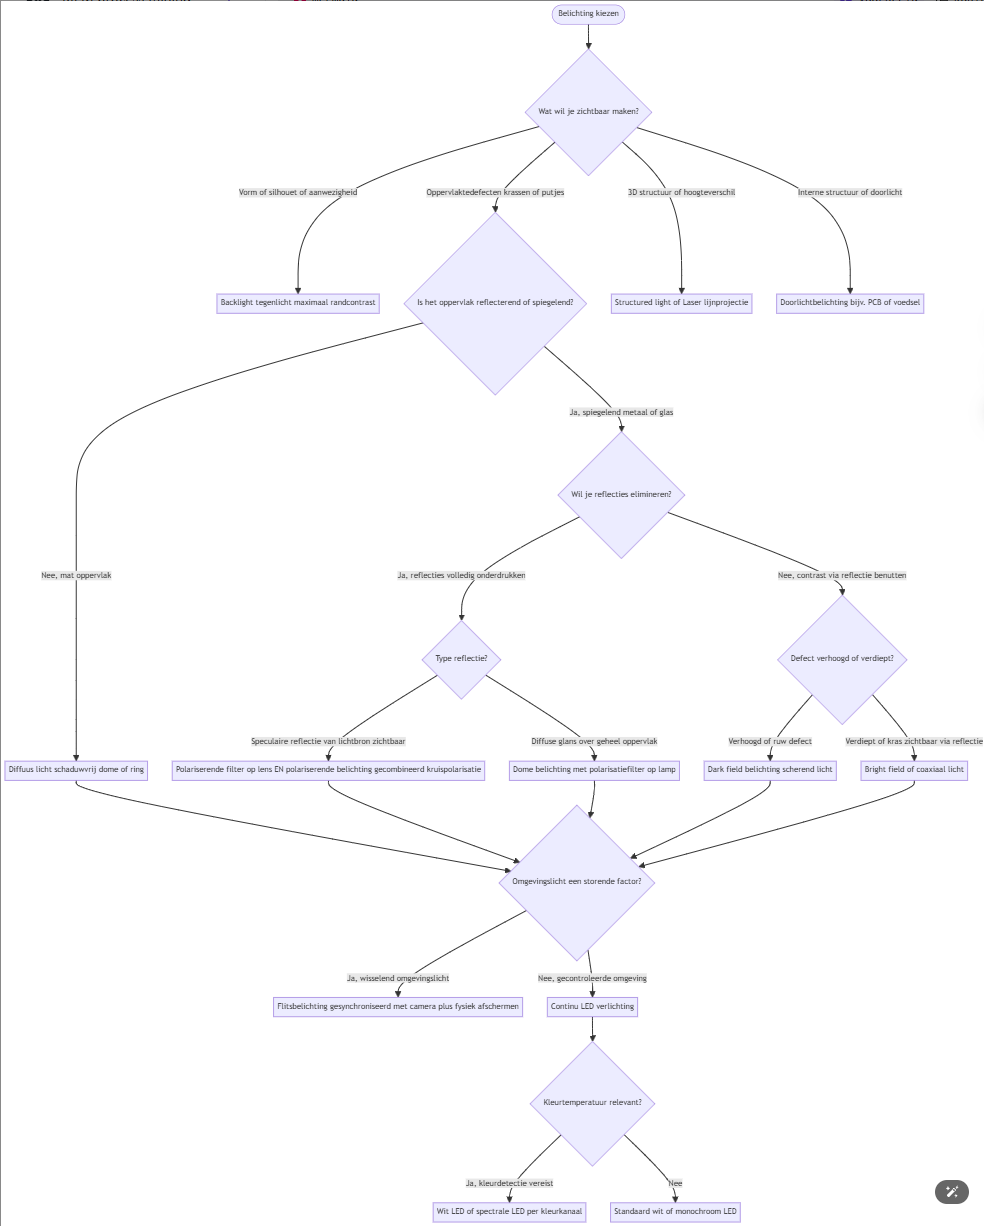 Belichting kiezen
Wat wil je zichtbaar maken?
Vorm of silhouet of aanwezigheid
Oppervlaktedefecten krassen of putjes
3D structuur of hoogteverschil
Interne structuur of doorlicht
Backlight tegenlicht maximaal randcontrast
Is het oppervlak reflecterend of spiegelend?
Structured light of Laser lijnprojectie
Doorlichtbelichting bijv. PCB of voedsel
Ja, spiegelend metaal of glas
Wil je reflecties elimineren?
Nee, mat oppervlak
Ja, reflecties volledig onderdrukken
Nee, contrast via reflectie benutten
Type reflectie?
Defect verhoogd of verdiept?
Speculaire reflectie van lichtbron zichtbaar
Diffuse glans over geheel oppervlak
Verhoogd of ruw defect
Verdiept of kras zichtbaar via reflectie
Diffuus licht schaduwvrij dome of ring
Polariserende filter op lens EN polariserende belichting gecombineerd kruispolarisatie
Dome belichting met polarisatiefilter op lamp
Dark field belichting scherend licht
Bright field of coaxiaal licht
Omgevingslicht een storende factor?
Ja, wisselend omgevingslicht
Nee, gecontroleerde omgeving
Flitsbelichting gesynchroniseerd met camera plus fysiek afschermen
Continu LED verlichting
Kleurtemperatuur relevant?
Ja, kleurdetectie vereist
Nee
Wit LED of spectrale LED per kleurkanaal
Standaard wit of monochroom LED